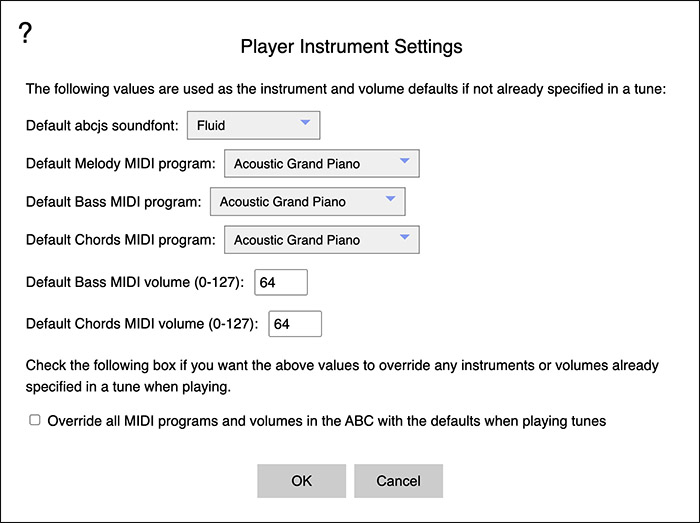 ?
Player Instrument Settings
The following values are used as the instrument and volume defaults if not already specified in a tune:
Default abcjs soundfont: Fluid
Default Melody MIDI program: Acoustic Grand Piano
Default Bass MIDI program: Acoustic Grand Piano
Default Chords MIDI program: Acoustic Grand Piano
Default Bass MIDI volume (0-127): 64
Default Chords MIDI volume (0-127): 64
Check the following box if you want the above values to override any instruments or volumes already
specified in a tune when playing.
Override all MIDI programs and volumes in the ABC with the defaults when playing tunes
OK Cancel